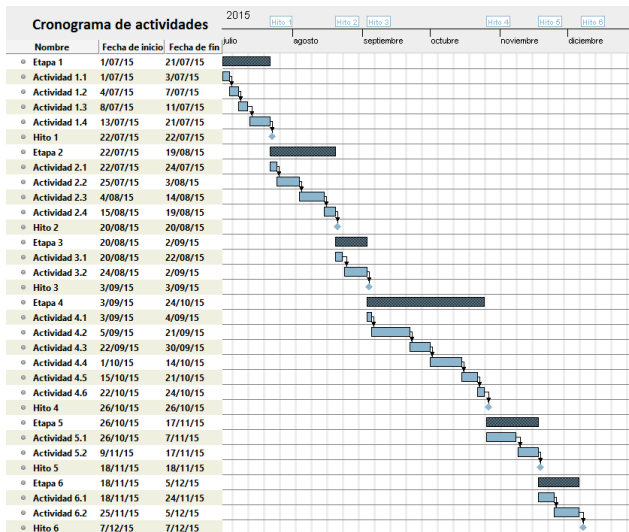 Cronograma de actividades
2015
Hito 1 Hito 2 Hito 3 Hito 4 Hito 5 Hito 6
Nombre Fecha de inicio Fecha de fin julio agosto septiembre octubre noviembre diciembre
Etapa 1 1/07/15 21/07/15
Actividad 1.1 1/07/15 3/07/15
Actividad 1.2 4/07/15 7/07/15
Actividad 1.3 8/07/15 11/07/15
Actividad 1.4 13/07/15 21/07/15
Hito 1 22/07/15 22/07/15
Etapa 2 22/07/15 19/08/15
Actividad 2.1 22/07/15 24/07/15
Actividad 2.2 25/07/15 3/08/15
Actividad 2.3 4/08/15 14/08/15
Actividad 2.4 15/08/15 19/08/15
Hito 2 20/08/15 20/08/15
Etapa 3 20/08/15 2/09/15
Actividad 3.1 20/08/15 22/08/15
Actividad 3.2 24/08/15 2/09/15
Hito 3 3/09/15 3/09/15
Etapa 4 3/09/15 24/10/15
Actividad 4.1 3/09/15 4/09/15
Actividad 4.2 5/09/15 21/09/15
Actividad 4.3 22/09/15 30/09/15
Actividad 4.4 1/10/15 14/10/15
Actividad 4.5 15/10/15 21/10/15
Actividad 4.6 22/10/15 24/10/15
Hito 4 26/10/15 26/10/15
Etapa 5 26/10/15 17/11/15
Actividad 5.1 26/10/15 7/11/15
Actividad 5.2 9/11/15 17/11/15
Hito 5 18/11/15 18/11/15
Etapa 6 18/11/15 5/12/15
Actividad 6.1 18/11/15 24/11/15
Actividad 6.2 25/11/15 5/12/15
Hito 6 7/12/15 7/12/15